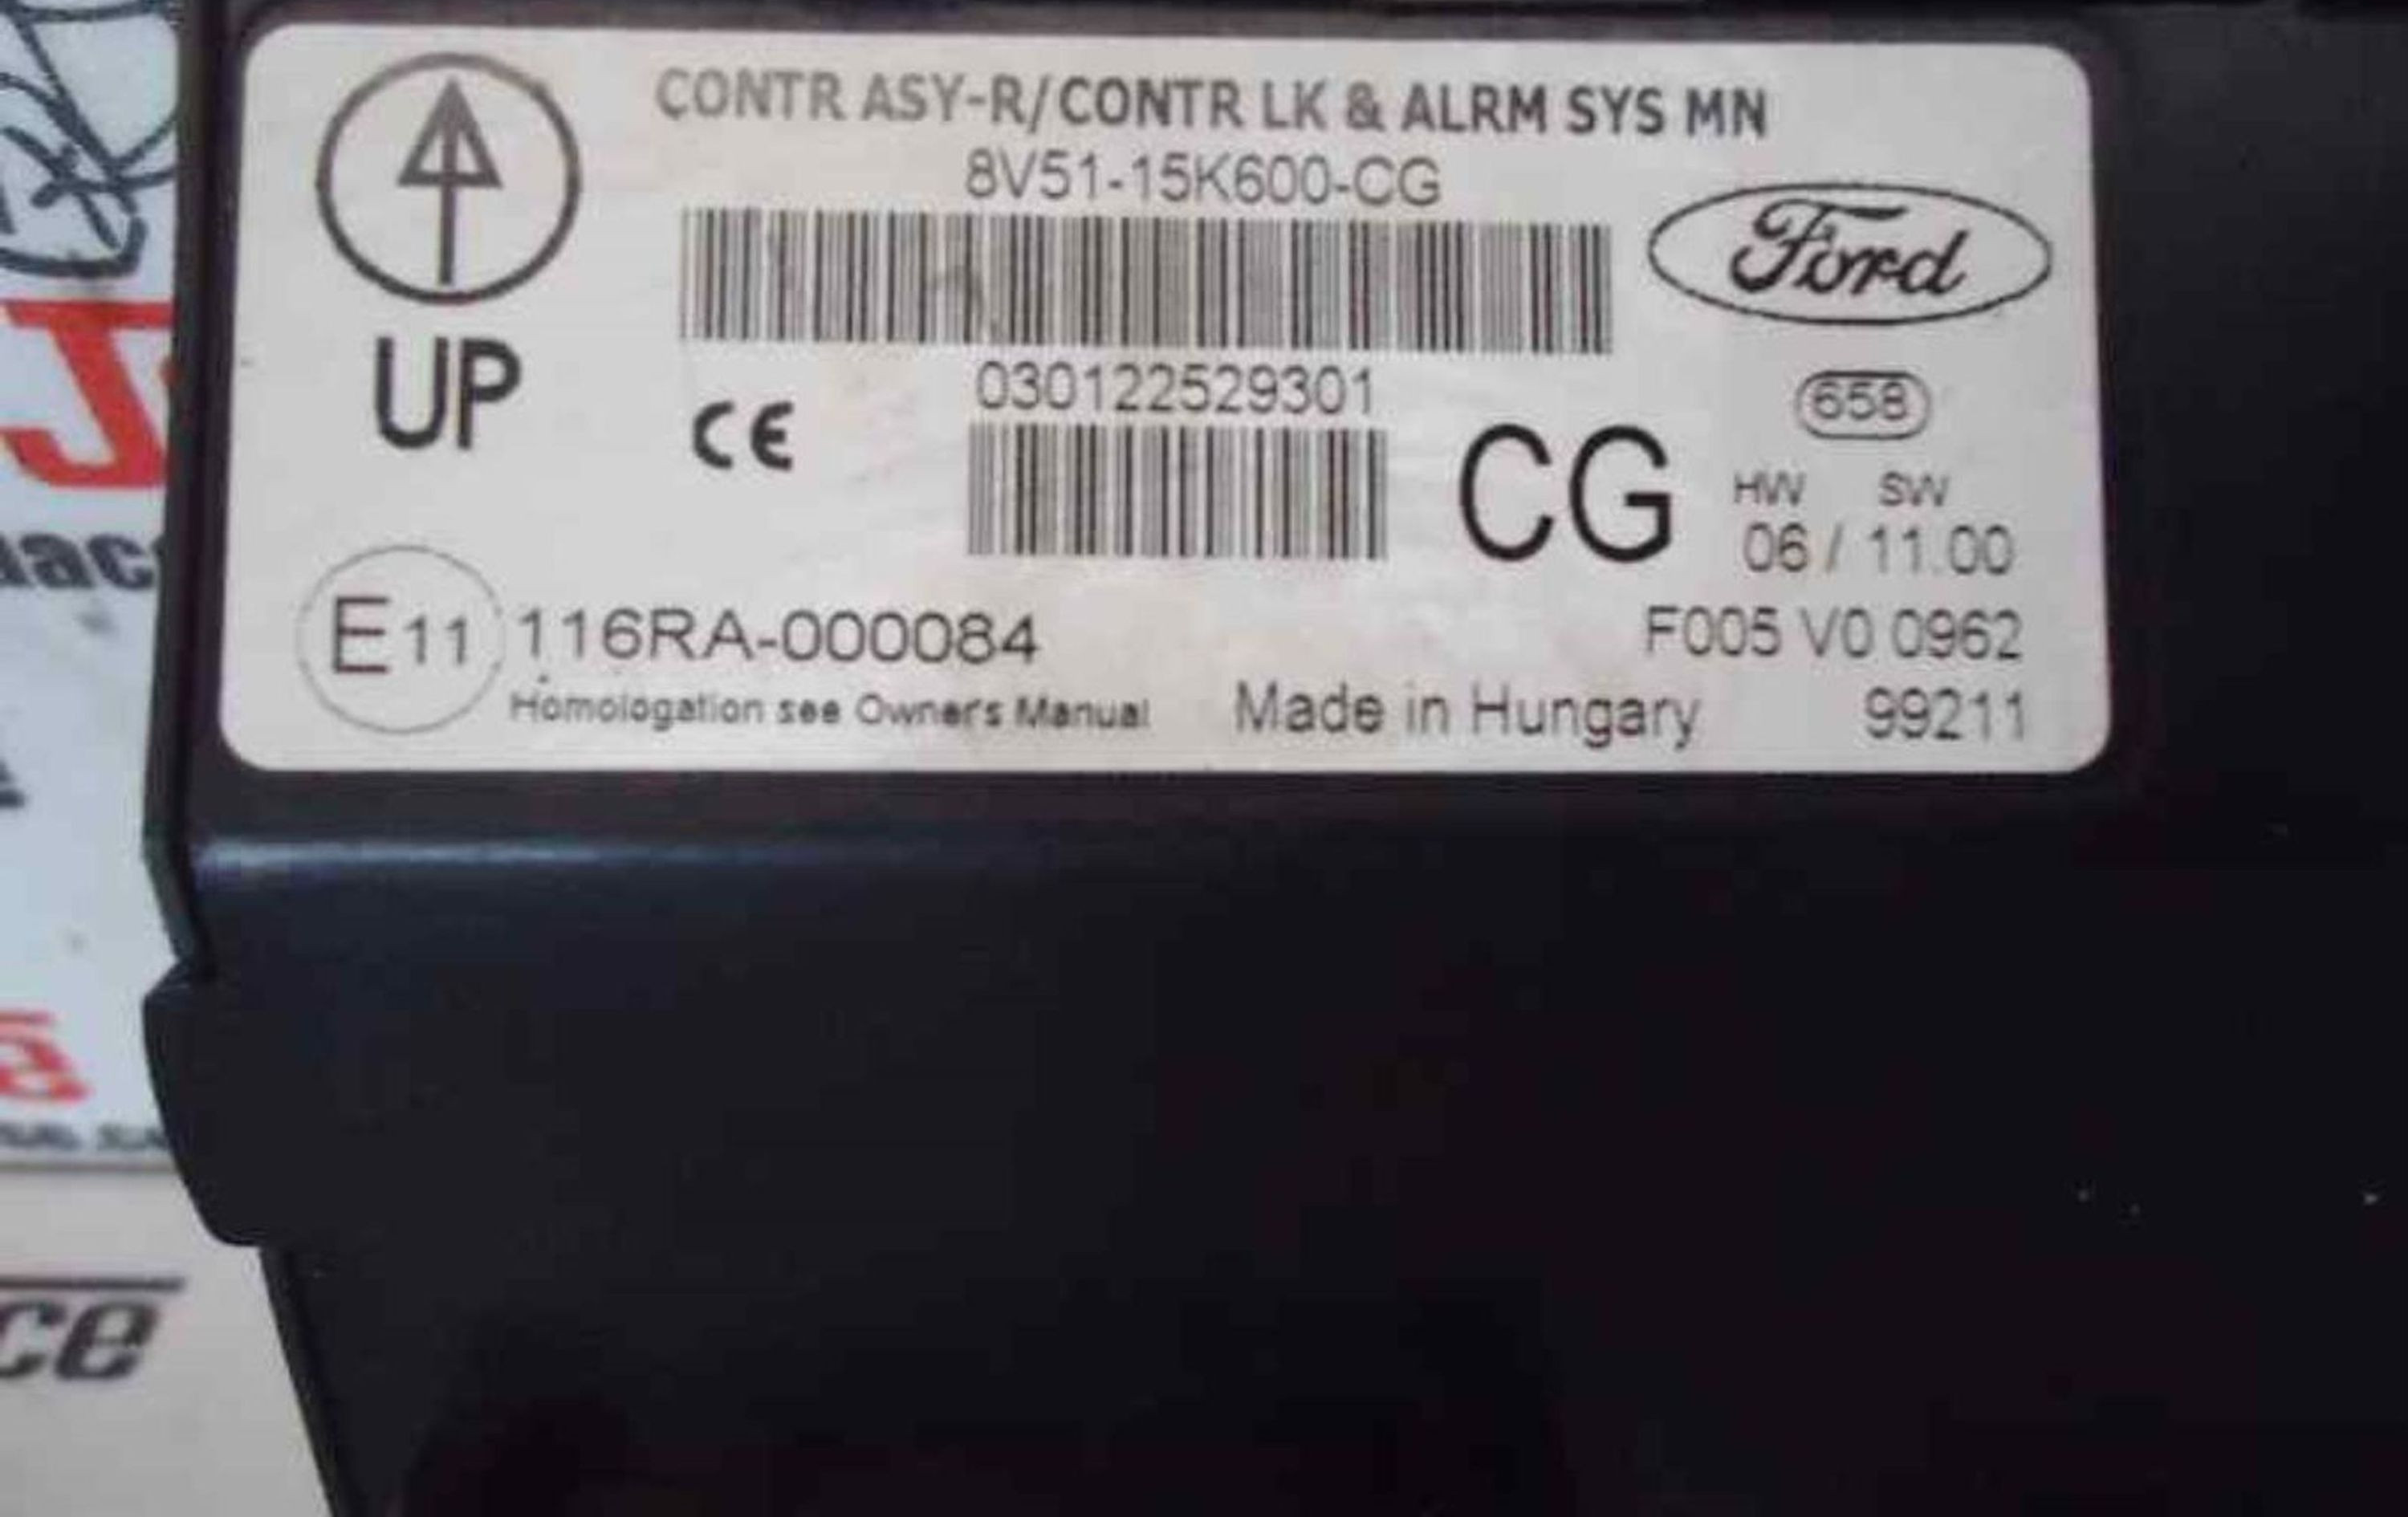 CONTR ASY-R/CONTR LK & ALRM SYS MN
8V51-15K600-CG
Ford
UP
030122529301
658
CE
CG
HW SW
06 / 11.00
E11 116RA-000084
F005 V0 0962
Homologation see Owners Manual
Made in Hungary
99211